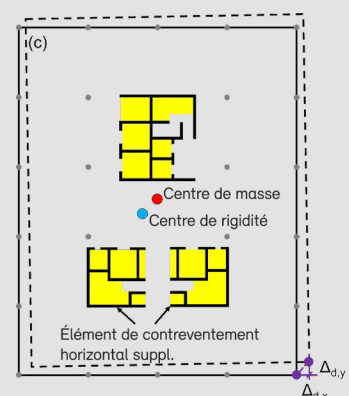 (c)
Centre de masse
Centre de rigidité
Élément de contreventement
horizontal suppl.
Δd,y
Δd,x